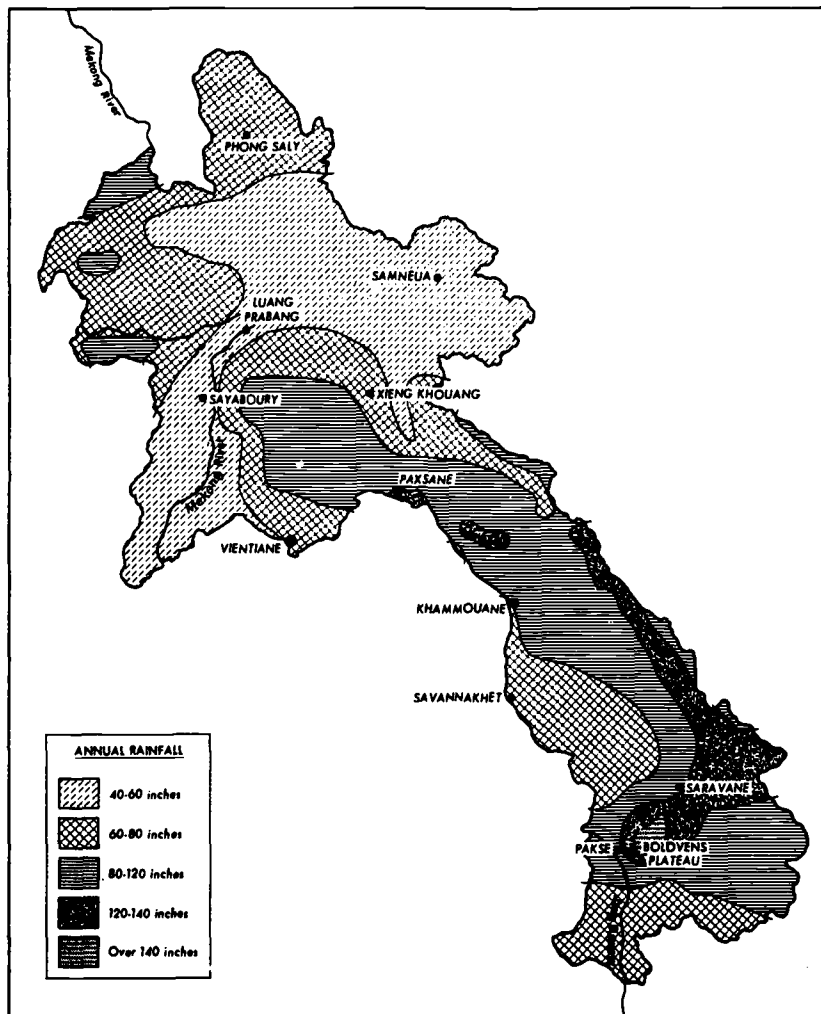 Mekong River
PHONG SALY
SAMNEUA
LUANG
PRABANG
XIENG KHOUANG
SAYABOURY
Mekong River
PAKSANE
VIENTIANE
KHAMMOUANE
SAVANNAKHET
SARAVANE
PAKSE
BOLOVENS
PLATEAU
ANNUAL RAINFALL
40-60 inches
60-80 inches
80-120 inches
120-140 inches
Over 140 inches